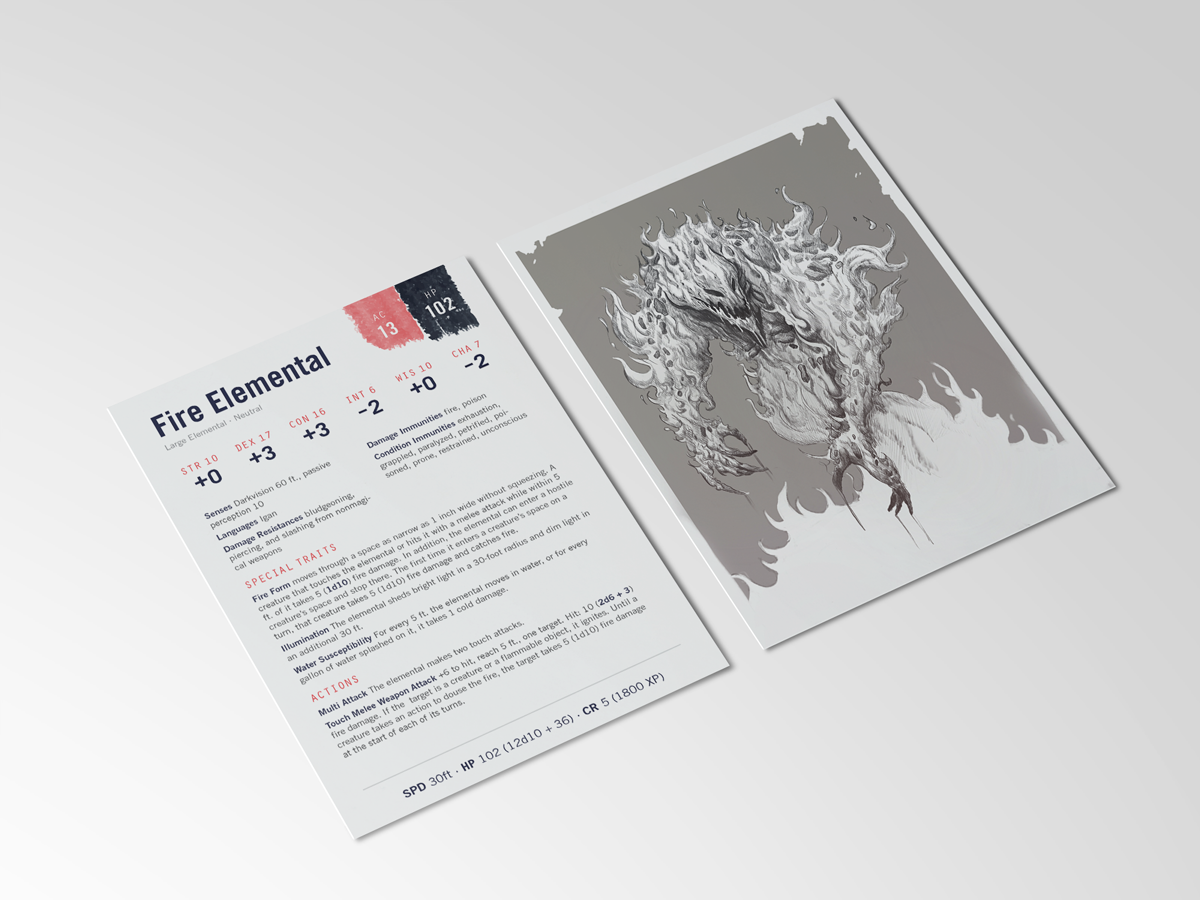 AC
13
HP
102
Fire Elemental
Large Elemental · Neutral
STR 10
+0
DEX 17
+3
CON 16
+3
INT 6
-2
WIS 10
+0
CHA 7
-2
Senses Darkvision 60 ft., passive
perception 10
Languages Igan
Damage Resistances bludgeoning,
piercing, and slashing from nonmagi-
cal weapons
Damage Immunities fire, poison
Condition Immunities exhaustion,
grappled, paralyzed, petrified, poi-
soned, prone, restrained, unconscious
SPECIAL TRAITS
Fire Form moves through a space as narrow as 1 inch wide without squeezing. A
creature that touches the elemental or hits it with a melee attack while within 5
ft. of it takes 5 (1d10) fire damage. In addition, the elemental can enter a hostile
creature's space and stop there. The first time it enters a creature's space on a
turn, that creature takes 5 (1d10) fire damage and catches fire.
Illumination The elemental sheds bright light in a 30-foot radius and dim light in
an additional 30 ft.
Water Susceptibility For every 5 ft. the elemental moves in water, or for every
gallon of water splashed on it, it takes 1 cold damage.
ACTIONS
Multi Attack The elemental makes two touch attacks.
Touch Melee Weapon Attack +6 to hit, reach 5 ft., one target. Hit: 10 (2d6 + 3)
fire damage. If the target is a creature or a flammable object, it ignites. Until a
creature takes an action to douse the fire, the target takes 5 (1d10) fire damage
at the start of each of its turns.
SPD 30ft · HP 102 (12d10 + 36) · CR 5 (1800 XP)